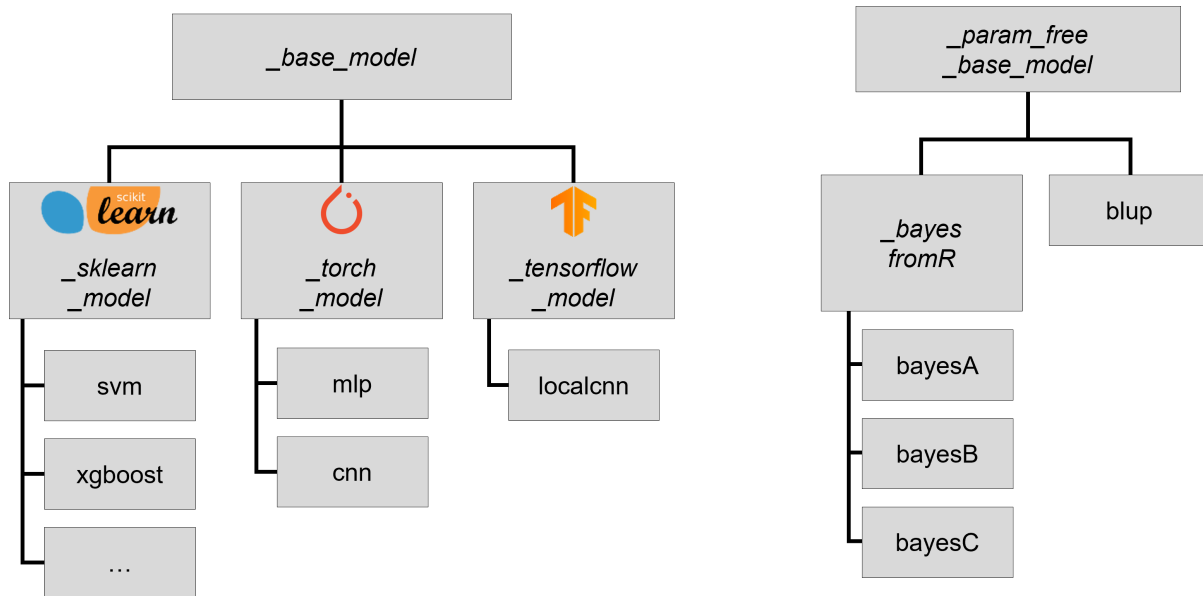 _base_model
scikit
learn
_sklearn
_model
svm
xgboost
...
_torch
_model
mlp
cnn
_tensorflow
_model
localcnn
_param_free
_base_model
_bayes
fromR
bayesA
bayesB
bayesC
blup